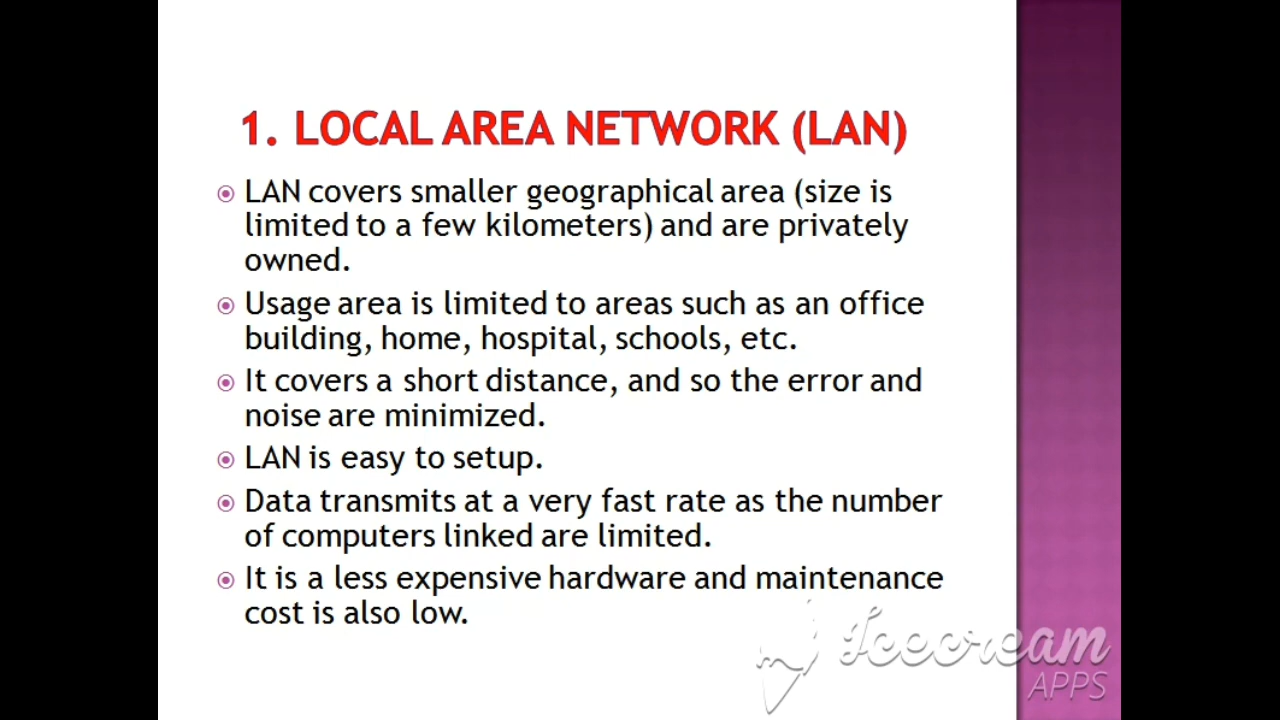 1. LOCAL AREA NETWORK (LAN)
LAN covers smaller geographical area (size is
limited to a few kilometers) and are privately
owned.
Usage area is limited to areas such as an office
building, home, hospital, schools, etc.
It covers a short distance, and so the error and
noise are minimized.
LAN is easy to setup.
Data transmits at a very fast rate as the number
of computers linked are limited.
It is a less expensive hardware and maintenance
cost is also low.
Icecream
APPS